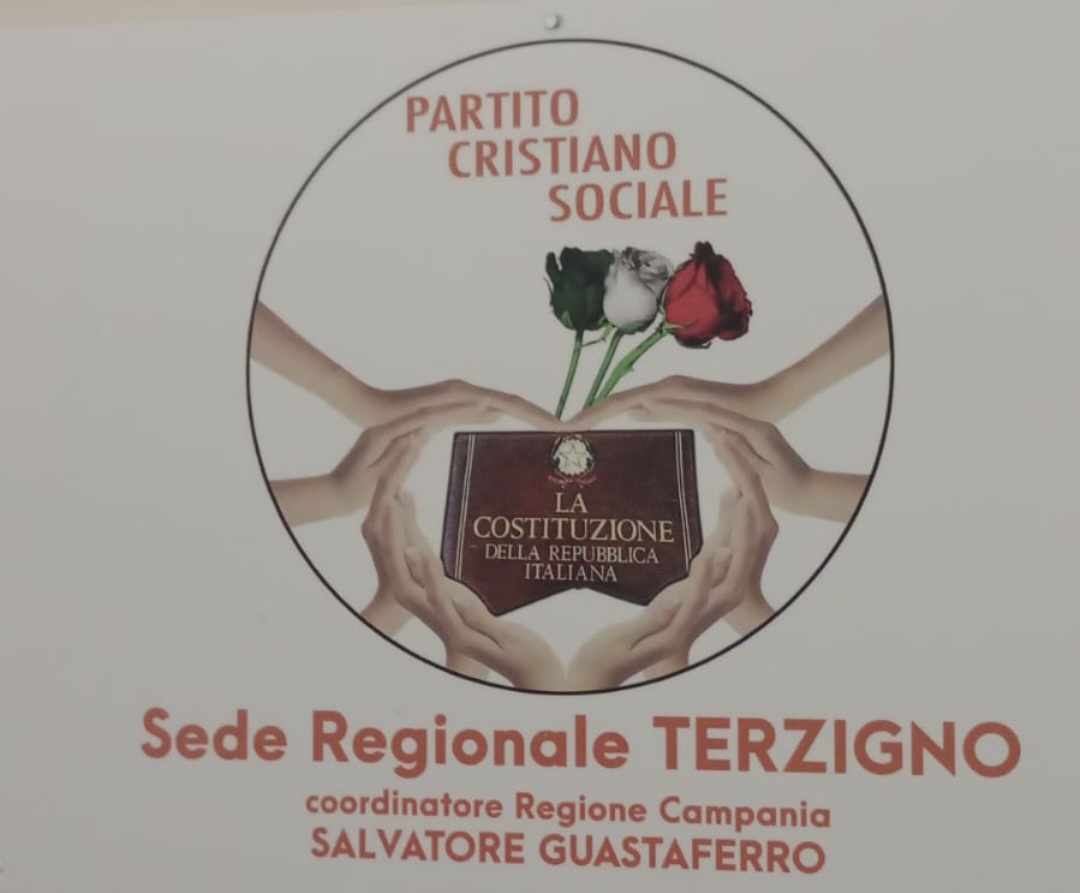 PARTITO
CRISTIANO
SOCIALE
LA
COSTITUZIONE
DELLA REPUBBLICA
ITALIANA
Sede Regionale TERZIGNO
coordinatore Regione Campania
SALVATORE GUASTAFERRO